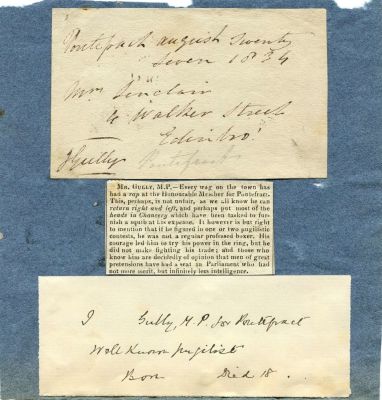 Pontefract august twenty
seven 1834
Mrs Sinclair
Walker Street
Edinbro'
JGully Pontefract
MR. GULLY, M.P.—Every wag on the town has
had a rap at the Honourable Member for Pontefract.
This, perhaps, is not unfair, as we all know he can
return right and left, and perhaps put most of the
heads in Chancery which have been tasked to fur-
nish a squib at his expense. It however is but right
to mention that if he figured in one or two pugilistic
contests, he was not a regular professed boxer. His
courage led him to try his power in the ring, but he
did not make fighting his trade; and those who
know him are decidedly of opinion that men of great
pretensions have had a seat in Parliament who had
not more merit, but infinitely less intelligence.
J Gully, M.P. for Pontefract
Well Known pugilist
Born Died 18 .